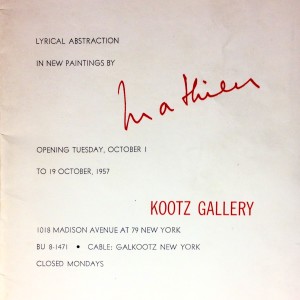 LYRICAL ABSTRACTION
IN NEW PAINTINGS BY
Mathieu
OPENING TUESDAY, OCTOBER 1
TO 19 OCTOBER, 1957
KOOTZ GALLERY
1018 MADISON AVENUE AT 79 NEW YORK
BU 8-1471 • CABLE: GALKOOTZ NEW YORK
CLOSED MONDAYS